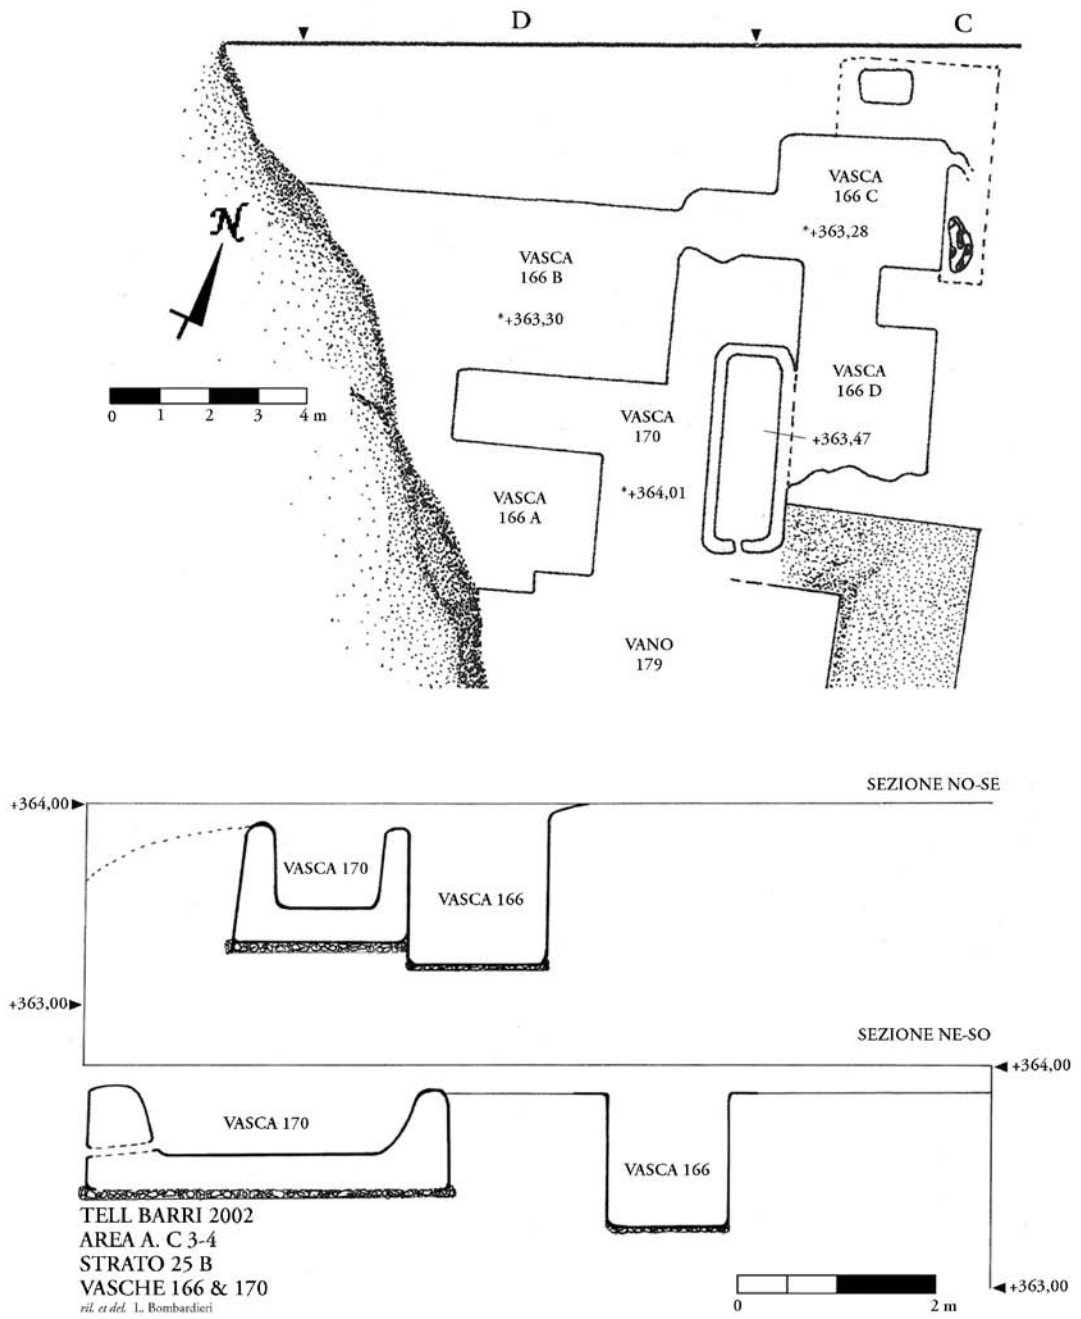 D
C
N
VASCA
166 C
*+363,28
VASCA
166 B
*+363,30
0 1 2 3 4 m
VASCA
166 D
VASCA
170
+363,47
*+364,01
VASCA
166 A
VANO
179
SEZIONE NO-SE
+364,00
VASCA 170
VASCA 166
+363,00
SEZIONE NE-SO
+364,00
VASCA 170
VASCA 166
TELL BARRI 2002
AREA A. C 3-4
STRATO 25 B
VASCHE 166 & 170
ril. et del. L. Bombardieri
0 2 m
+363,00